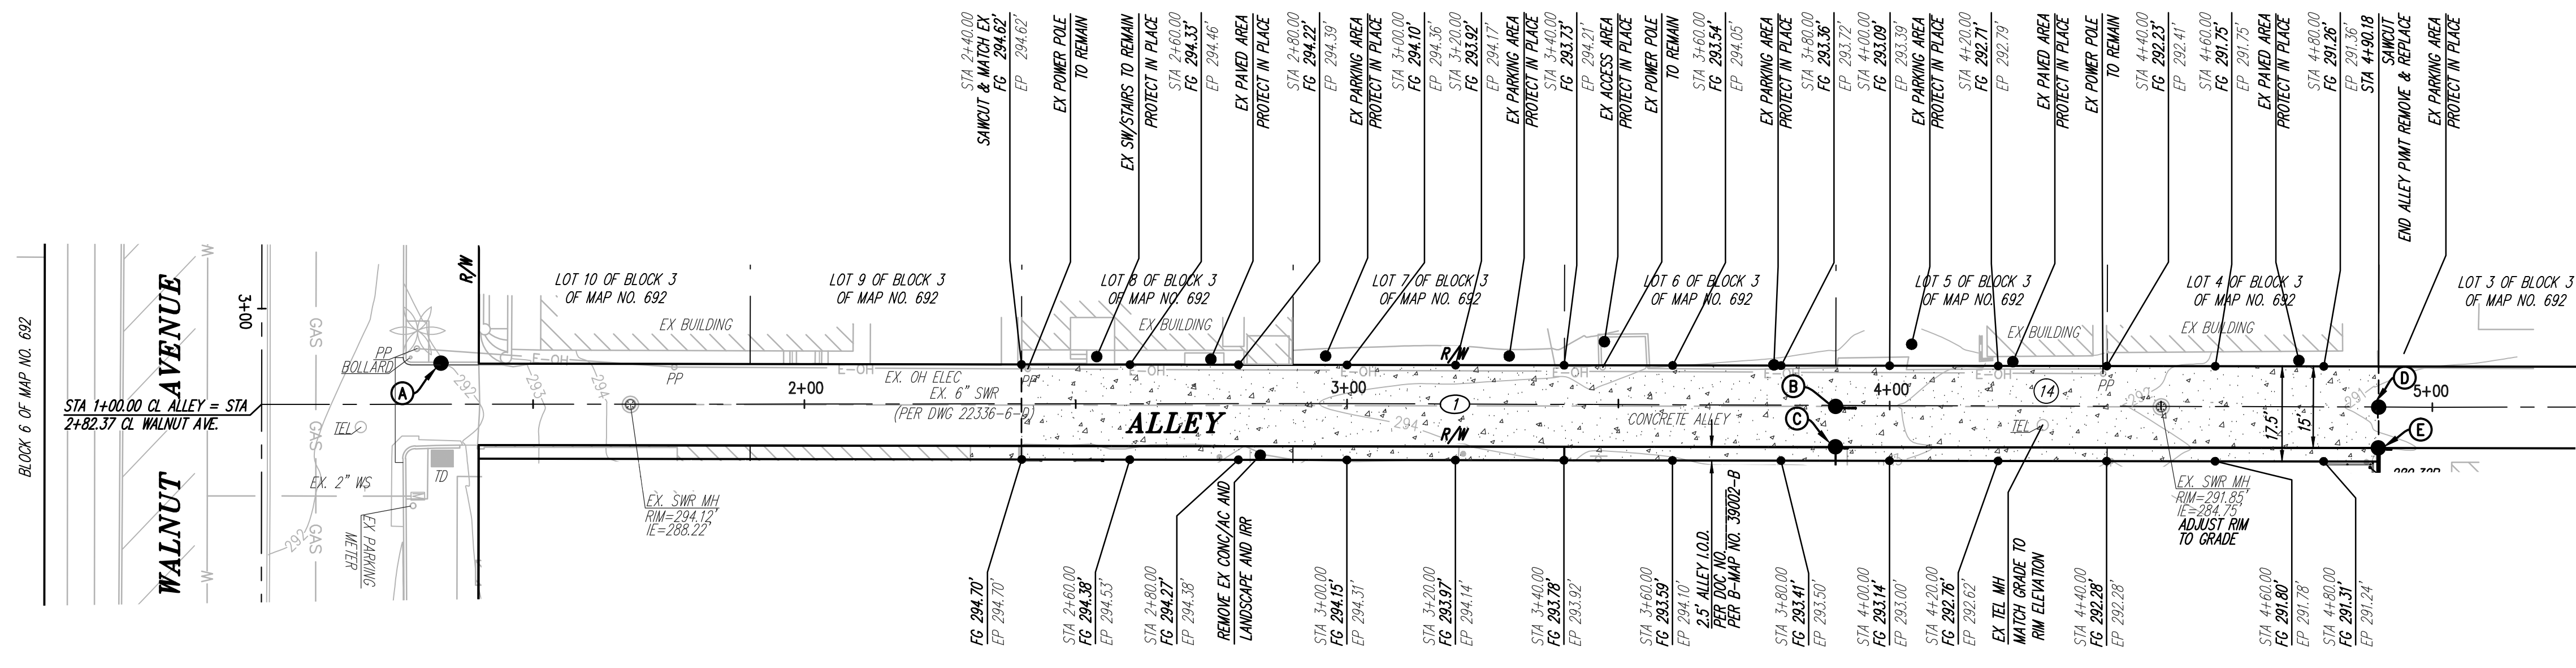 STA 2+40.00
SAWCUT & MATCH EX
FG 294.62'
EP 294.62'
EX POWER POLE
TO REMAIN
EX SW/STAIRS TO REMAIN
PROTECT IN PLACE
STA 2+60.00
FG 294.33'
EP 294.46'
EX PAVED AREA
PROTECT IN PLACE
STA 2+80.00
FG 294.22'
EP 294.39'
EX PARKING AREA
PROTECT IN PLACE
STA 3+00.00
FG 294.10'
EP 294.36'
STA 3+20.00
FG 293.92'
EP 294.17'
EX PARKING AREA
PROTECT IN PLACE
STA 3+40.00
FG 293.73'
EP 294.21'
EX ACCESS AREA
PROTECT IN PLACE
EX POWER POLE
TO REMAIN
STA 3+60.00
FG 293.54'
EP 294.05'
EX PARKING AREA
PROTECT IN PLACE
STA 3+80.00
FG 293.36'
EP 293.72'
STA 4+00.00
FG 293.09'
EP 293.39'
EX PARKING AREA
PROTECT IN PLACE
STA 4+20.00
FG 292.71'
EP 292.79'
EX PAVED AREA
PROTECT IN PLACE
EX POWER POLE
TO REMAIN
STA 4+40.00
FG 292.23'
EP 292.41'
STA 4+60.00
FG 291.75'
EP 291.75'
EX PAVED AREA
PROTECT IN PLACE
STA 4+80.00
FG 291.26'
EP 291.36'
STA 4+90.18
SAWCUT
END ALLEY PVMT REMOVE & REPLACE
EX PARKING AREA
PROTECT IN PLACE
BLOCK 6 OF MAP NO. 692
WALNUT AVENUE
W
W
3+00
GAS
GAS
GAS
R/W
LOT 10 OF BLOCK 3
OF MAP NO. 692
LOT 9 OF BLOCK 3
OF MAP NO. 692
LOT 8 OF BLOCK 3
OF MAP NO. 692
LOT 7 OF BLOCK 3
OF MAP NO. 692
LOT 6 OF BLOCK 3
OF MAP NO. 692
LOT 5 OF BLOCK 3
OF MAP NO. 692
LOT 4 OF BLOCK 3
OF MAP NO. 692
LOT 3 OF BLOCK 3
OF MAP NO. 692
EX BUILDING
EX BUILDING
EX BUILDING
EX BUILDING
PP
BOLLARD
A
292
293
294
E-OH
PP
E-OH
EX. OH ELEC
2+00
EX. 6" SWR
(PER DWG 22336-6-D)
PP
E-OH
E-OH
3+00
R/W
1
294
R/W
ALLEY
E-OH
CONCRETE ALLEY
E-OH
B
C
4+00
14
TEL
PP
292
17.5'
15'
291
D
5+00
E
STA 1+00.00 CL ALLEY = STA
2+82.37 CL WALNUT AVE.
TEL
TD
EX. 2" WS
EX PARKING
METER
292
EX. SWR MH
RIM=294.12'
IE=288.22'
EX. SWR MH
RIM=291.85'
IE=284.75'
ADJUST RIM
TO GRADE
FG 294.70'
EP 294.70'
STA 2+60.00
FG 294.38'
EP 294.53'
STA 2+80.00
FG 294.27'
EP 294.38'
REMOVE EX CONC/AC AND
LANDSCAPE AND IRR
STA 3+00.00
FG 294.15'
EP 294.31'
STA 3+20.00
FG 293.97'
EP 294.14'
STA 3+40.00
FG 293.78'
EP 293.92'
STA 3+60.00
FG 293.59'
EP 294.10'
2.5' ALLEY I.O.D.
PER DOC NO.
PER B-MAP NO. 39002-B
STA 3+80.00
FG 293.41'
EP 293.50'
STA 4+00.00
FG 293.14'
EP 293.00'
STA 4+20.00
FG 292.76'
EP 292.62'
EX TEL MH
MATCH GRADE TO
RIM ELEVATION
STA 4+40.00
FG 292.28'
EP 292.28'
STA 4+60.00
FG 291.80'
EP 291.78'
STA 4+80.00
FG 291.31'
EP 291.24'